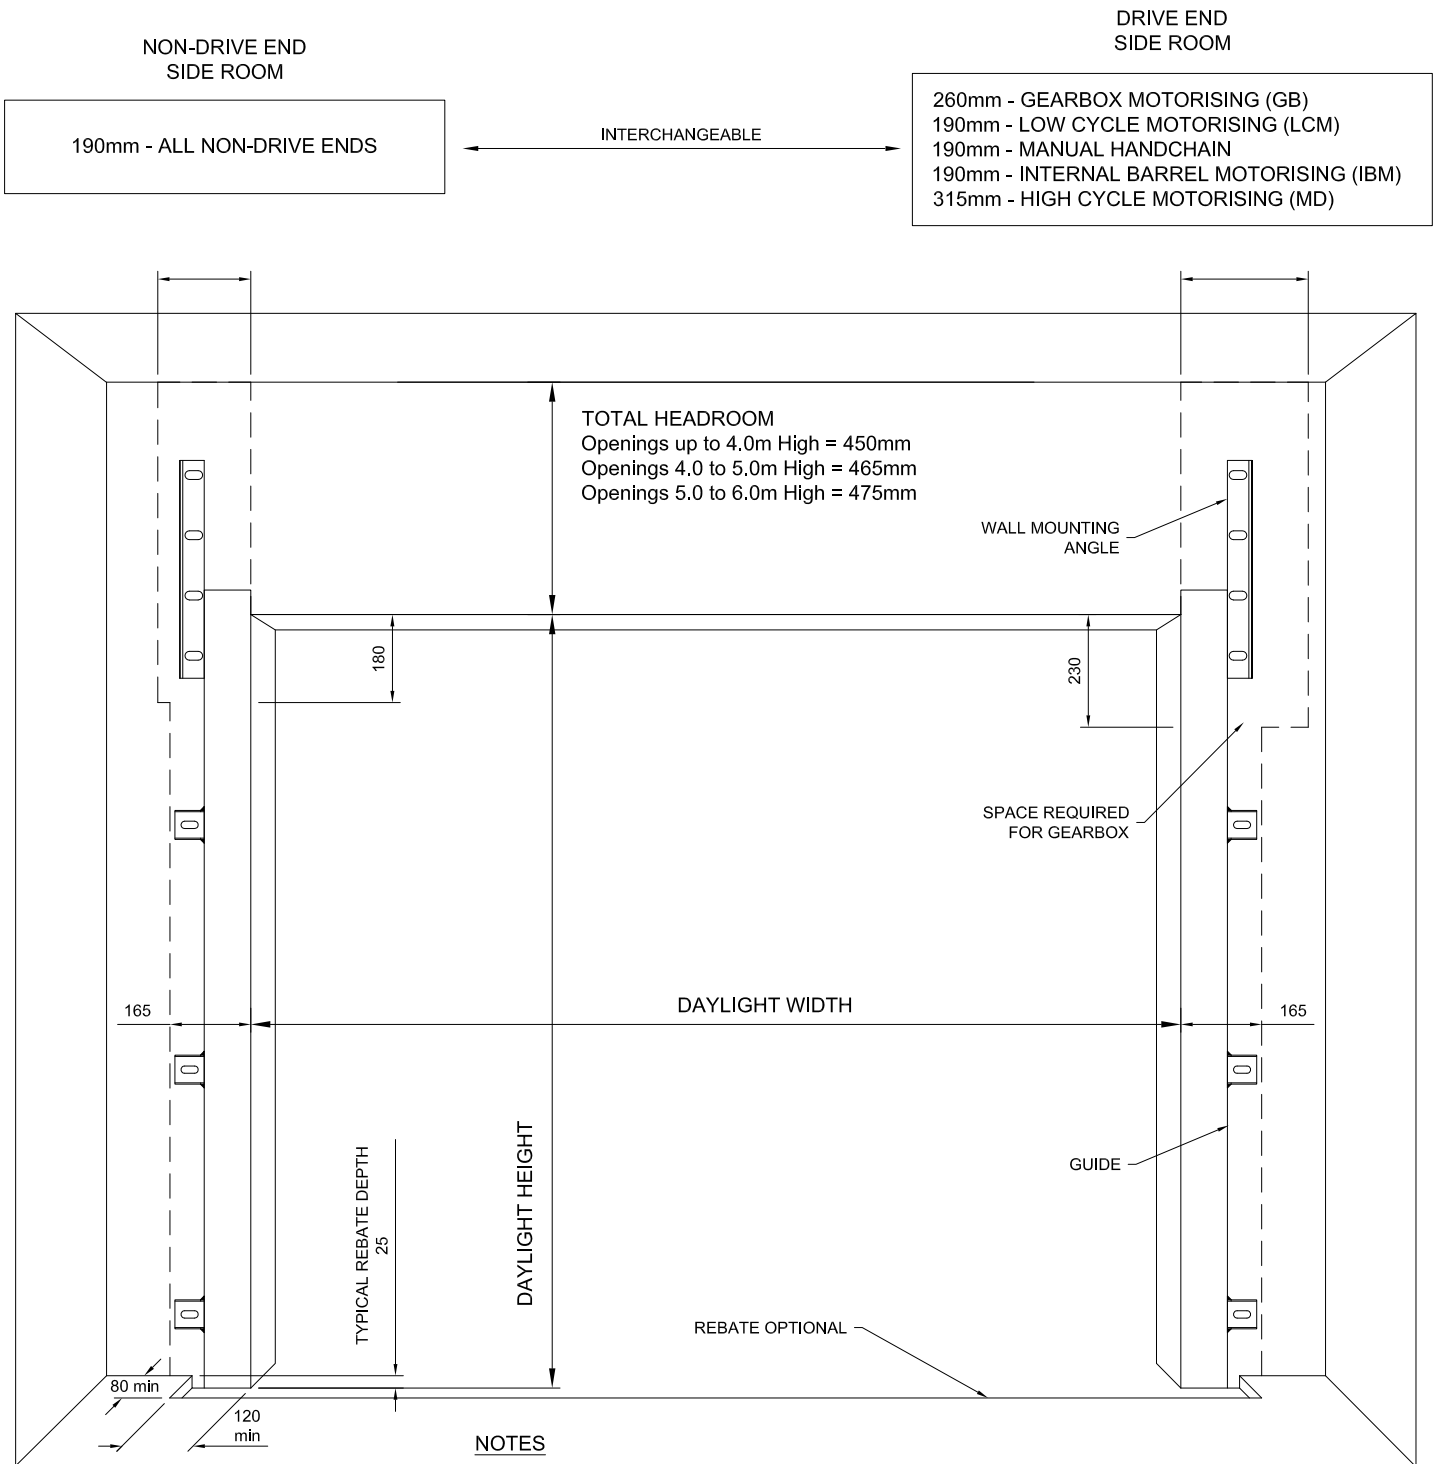 NON-DRIVE END
SIDE ROOM
190mm - ALL NON-DRIVE ENDS
INTERCHANGEABLE
DRIVE END
SIDE ROOM
260mm - GEARBOX MOTORISING (GB)
190mm - LOW CYCLE MOTORISING (LCM)
190mm - MANUAL HANDCHAIN
190mm - INTERNAL BARREL MOTORISING (IBM)
315mm - HIGH CYCLE MOTORISING (MD)
TOTAL HEADROOM
Openings up to 4.0m High = 450mm
Openings 4.0 to 5.0m High = 465mm
Openings 5.0 to 6.0m High = 475mm
WALL MOUNTING
ANGLE
180
230
SPACE REQUIRED
FOR GEARBOX
165
DAYLIGHT WIDTH
165
DAYLIGHT HEIGHT
TYPICAL REBATE DEPTH
25
GUIDE
REBATE OPTIONAL
80 min
120
min
NOTES